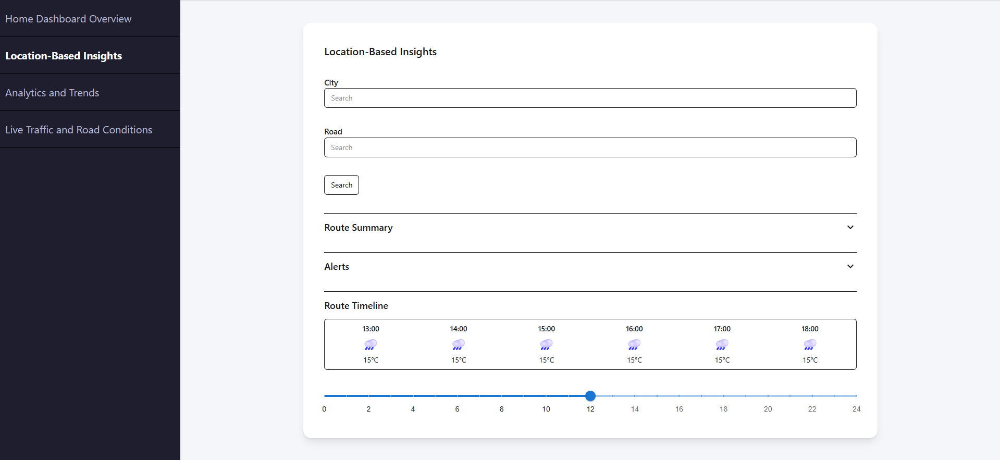 Home Dashboard Overview
Location-Based Insights
Analytics and Trends
Live Traffic and Road Conditions
Location-Based Insights
City
Search
Road
Search
Search
Route Summary
Alerts
Route Timeline
13:00 14:00 15:00 16:00 17:00 18:00
15°C 15°C 15°C 15°C 15°C 15°C
0 2 4 6 8 10 12 14 16 18 20 22 24